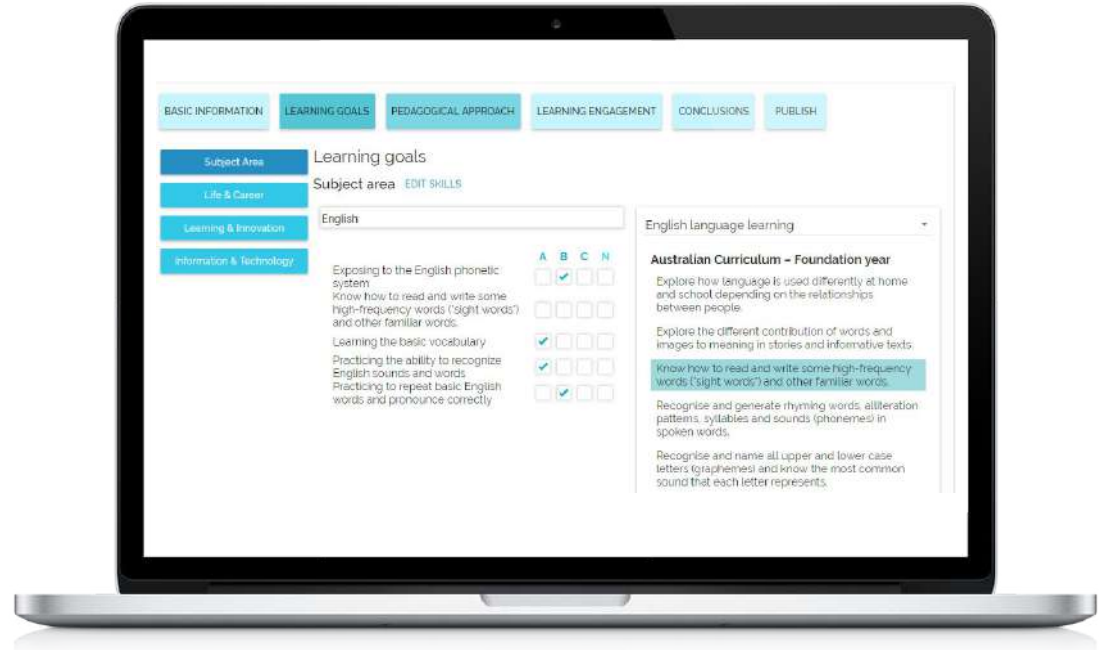 BASIC INFORMATION
LEARNING GOALS
PEDAGOGICAL APPROACH
LEARNING ENGAGEMENT
CONCLUSIONS
PUBLISH
Subject Area
Life & Career
Learning & Innovation
Information & Technology
Learning goals
Subject area EDIT SKILLS
English
A B C N
Exposing to the English phonetic
system
Know how to read and write some
high-frequency words ("sight words")
and other familiar words.
Learning the basic vocabulary
Practicing the ability to recognize
English sounds and words
Practicing to repeat basic English
words and pronounce correctly
English language learning
Australian Curriculum – Foundation year
Explore how language is used differently at home
and school depending on the relationships
between people.
Explore the different contribution of words and
images to meaning in stories and informative texts.
Know how to read and write some high-frequency
words ("sight words") and other familiar words.
Recognise and generate rhyming words, alliteration
patterns, syllables and sounds (phonemes) in
spoken words.
Recognise and name all upper and lower case
letters (graphemes) and know the most common
sound that each letter represents.